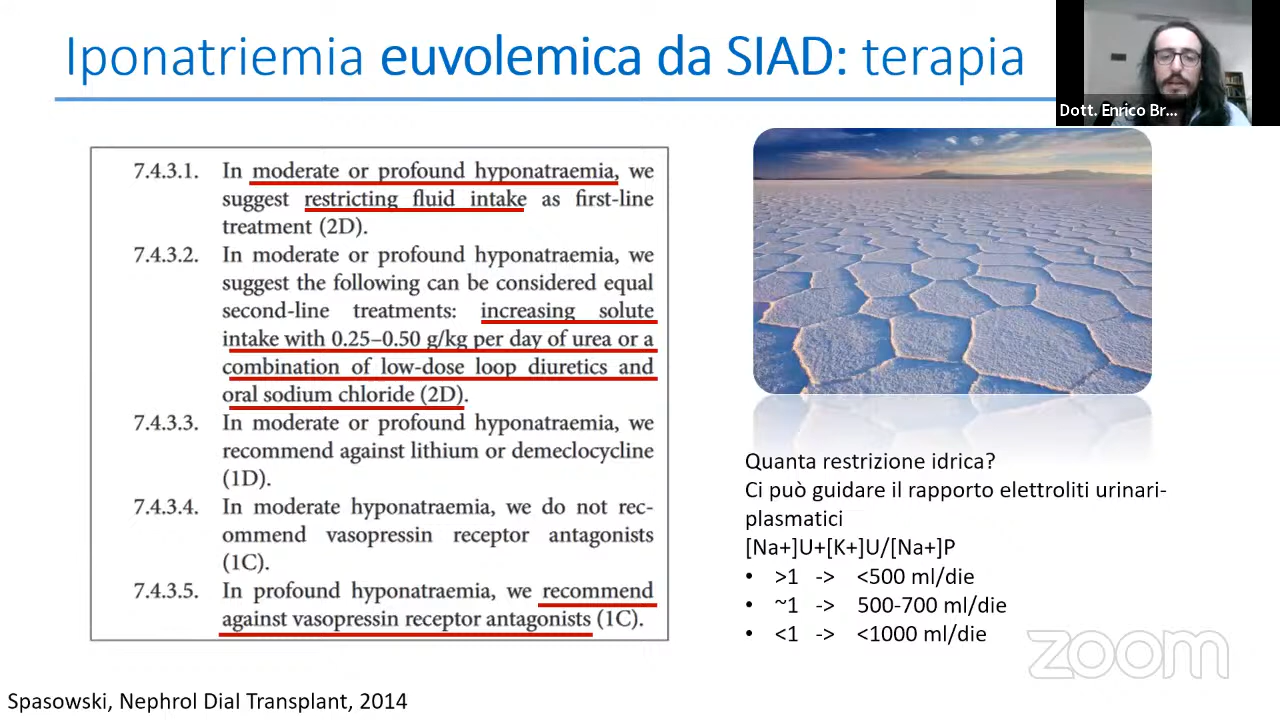 Iponatriemia euvolemica da SIAD: terapia
Dott. Enrico Br...
7.4.3.1. In moderate or profound hyponatraemia, we
suggest restricting fluid intake as first-line
treatment (2D).
7.4.3.2. In moderate or profound hyponatraemia, we
suggest the following can be considered equal
second-line treatments: increasing solute
intake with 0.25–0.50 g/kg per day of urea or a
combination of low-dose loop diuretics and
oral sodium chloride (2D).
7.4.3.3. In moderate or profound hyponatraemia, we
recommend against lithium or demeclocycline
(1D).
7.4.3.4. In moderate hyponatraemia, we do not rec-
ommend vasopressin receptor antagonists
(1C).
7.4.3.5. In profound hyponatraemia, we recommend
against vasopressin receptor antagonists (1C).
Quanta restrizione idrica?
Ci può guidare il rapporto elettroliti urinari-
plasmatici
[Na+]U+[K+]U/[Na+]P
• >1 -> <500 ml/die
• ~1 -> 500-700 ml/die
• <1 -> <1000 ml/die
zoom
Spasowski, Nephrol Dial Transplant, 2014